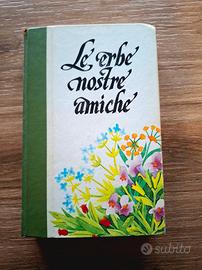 Le erbe
nostre
amiche
subito